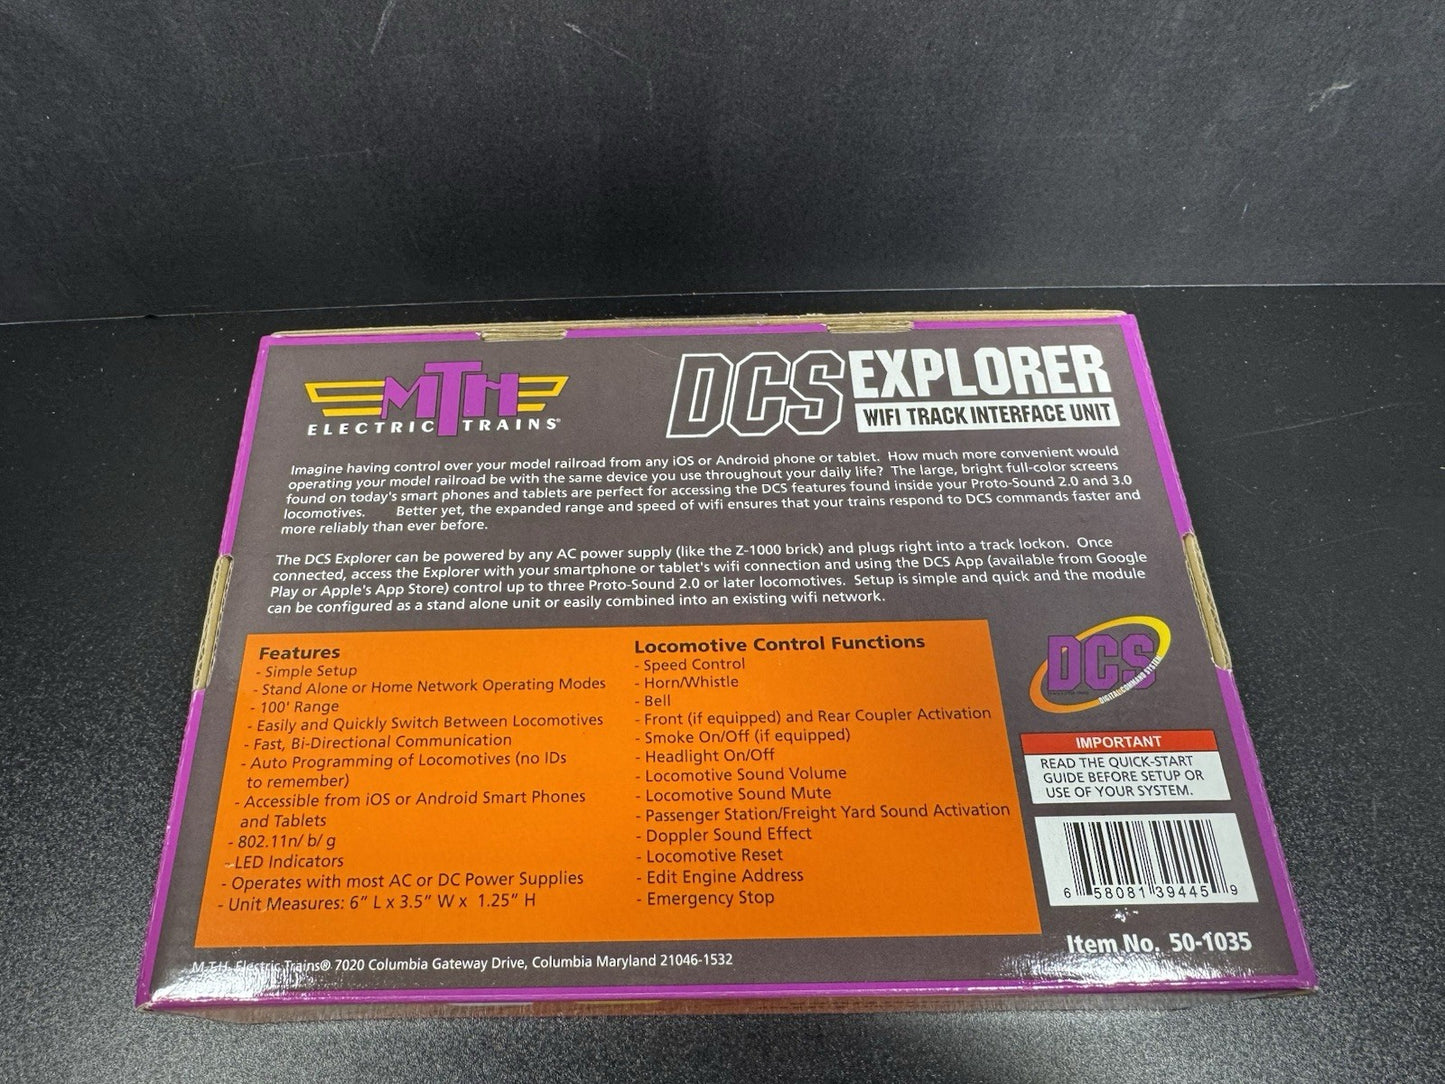 MTH
ELECTRIC TRAINS®
DCS EXPLORER
WIFI TRACK INTERFACE UNIT
Imagine having control over your model railroad from any iOS or Android phone or tablet. How much more convenient would
operating your model railroad be with the same device you use throughout your daily life? The large, bright full-color screens
found on today's smart phones and tablets are perfect for accessing the DCS features found inside your Proto-Sound 2.0 and 3.0
locomotives. Better yet, the expanded range and speed of wifi ensures that your trains respond to DCS commands faster and
more reliably than ever before.
The DCS Explorer can be powered by any AC power supply (like the Z-1000 brick) and plugs right into a track lockon. Once
connected, access the Explorer with your smartphone or tablet's wifi connection and using the DCS App (available from Google
Play or Apple's App Store) control up to three Proto-Sound 2.0 or later locomotives. Setup is simple and quick and the module
can be configured as a stand alone unit or easily combined into an existing wifi network.
Features
- Simple Setup
- Stand Alone or Home Network Operating Modes
- 100' Range
- Easily and Quickly Switch Between Locomotives
- Fast, Bi-Directional Communication
- Auto Programming of Locomotives (no IDs
to remember)
- Accessible from iOS or Android Smart Phones
and Tablets
- 802.11n/ b/ g
- LED Indicators
- Operates with most AC or DC Power Supplies
- Unit Measures: 6" L x 3.5" W x 1.25" H
Locomotive Control Functions
- Speed Control
- Horn/Whistle
- Bell
- Front (if equipped) and Rear Coupler Activation
- Smoke On/Off (if equipped)
- Headlight On/Off
- Locomotive Sound Volume
- Locomotive Sound Mute
- Passenger Station/Freight Yard Sound Activation
- Doppler Sound Effect
- Locomotive Reset
- Edit Engine Address
- Emergency Stop
DCS
DIGITAL COMMAND SYSTEM
IMPORTANT
READ THE QUICK-START
GUIDE BEFORE SETUP OR
USE OF YOUR SYSTEM.
6 58081 39445 9
Item No. 50-1035
M.T.H. Electric Trains® 7020 Columbia Gateway Drive, Columbia Maryland 21046-1532